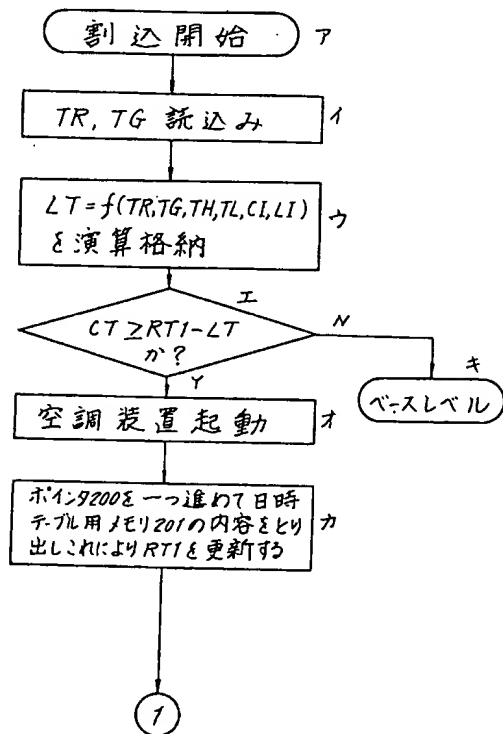 割込開始 ア
TR, TG 読込み イ
LT=f(TR,TG,TH,TL,CI,LI) ウ
を演算格納
エ
CT≧RT1-LT
か?
N
Y
キ
ベースレベル
空調装置起動 オ
ポインタ200を一つ進めて日時 カ
テーブル用メモリ201の内容をとり
出しこれによりRT1を更新する
1